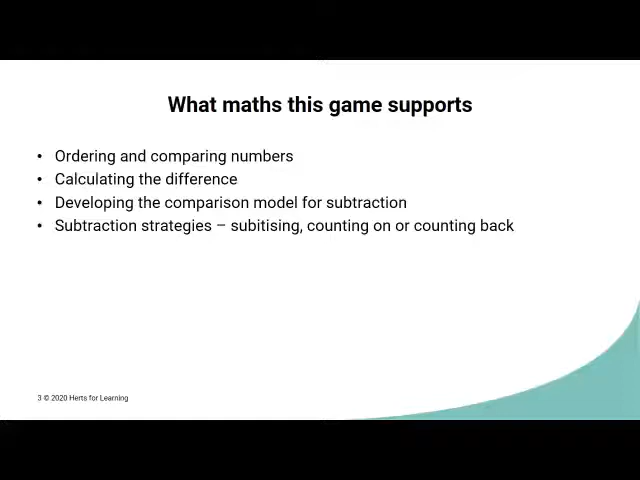 What maths this game supports
• Ordering and comparing numbers
• Calculating the difference
• Developing the comparison model for subtraction
• Subtraction strategies – subitising, counting on or counting back
3 © 2020 Herts for Learning